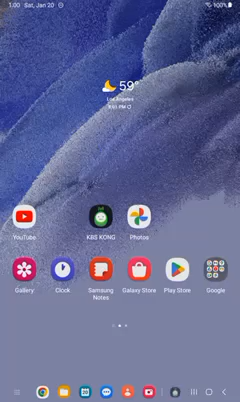 1:00 Sat, Jan 20
100%
59°
Los Angeles
YouTube
KBS KONG
Photos
Gallery
Clock
Samsung Notes
Galaxy Store
Play Store
Google